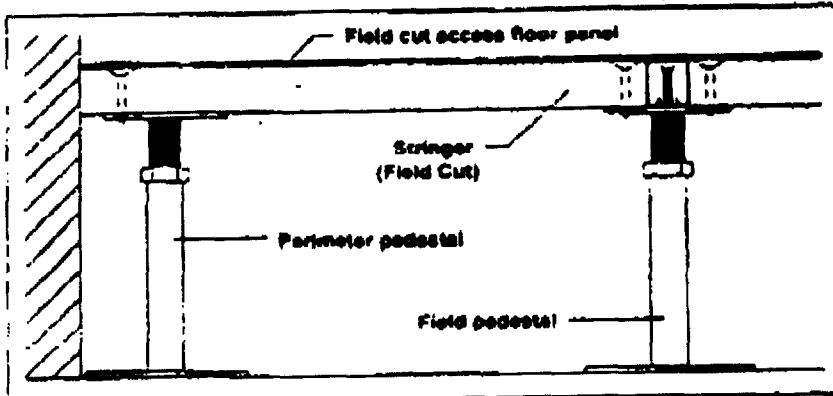 Field cut access floor panel
Stringer
(Field Cut)
Perimeter pedestal
Field pedestal